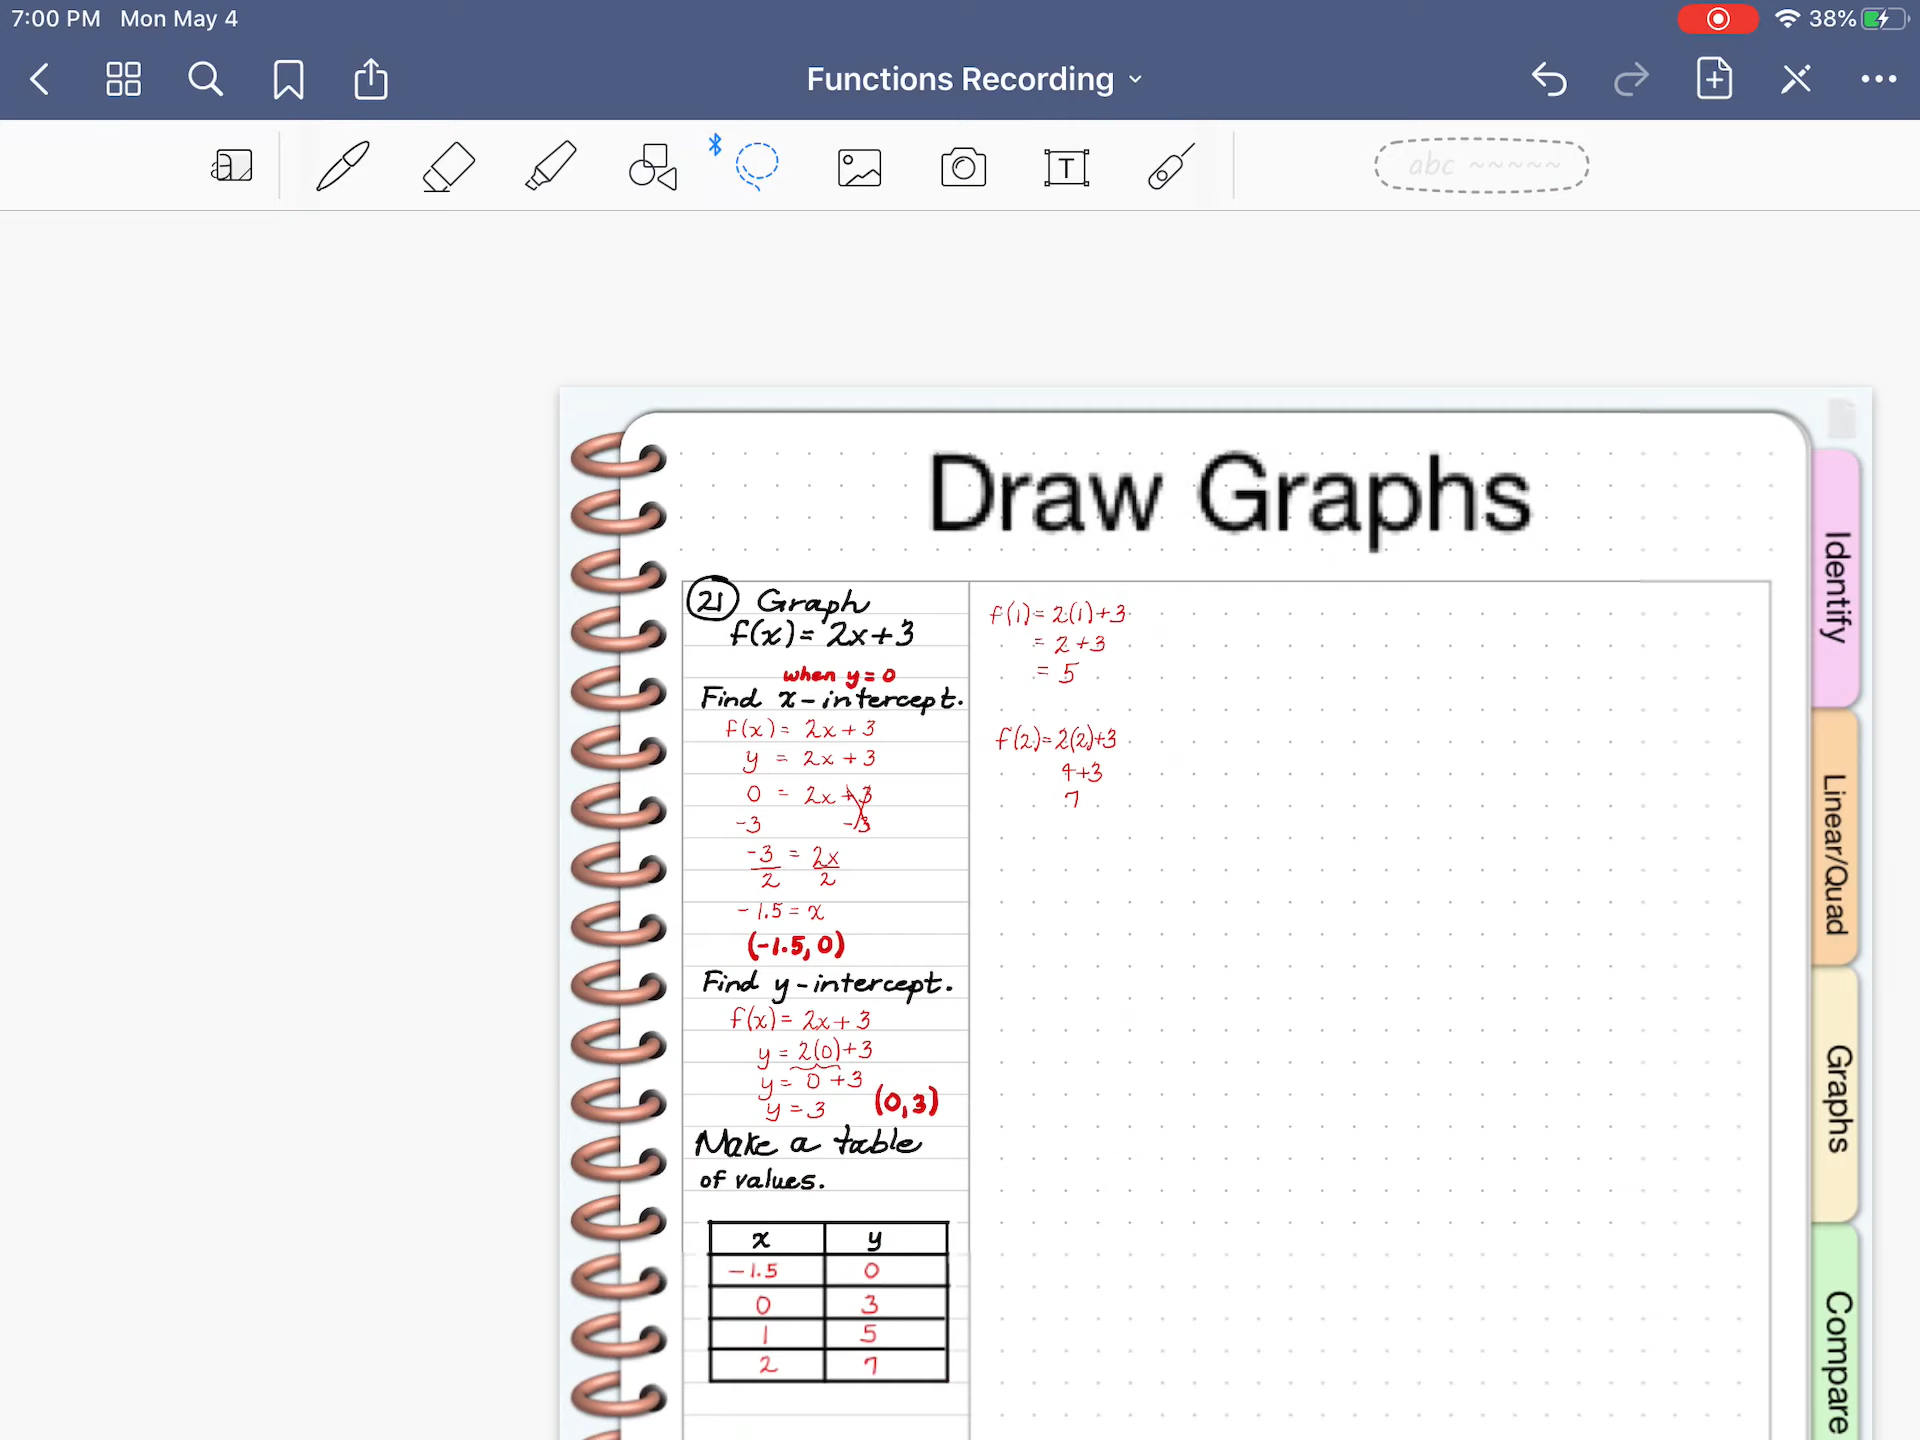 7:00 PM Mon May 4
38%
Functions Recording
T
abc
Draw Graphs
21 Graph
f(x) = 2x+3
when y = 0
Find x-intercept.
f(x) = 2x + 3
y = 2x + 3
0 = 2x + 3
-3 -3
-3 = 2x
2 2
-1.5 = x
(-1.5, 0)
Find y-intercept.
f(x) = 2x + 3
y = 2(0)+3
y = 0 +3
y = 3 (0,3)
Make a table
of values.
x y
-1.5 0
0 3
1 5
2 7
f(1) = 2(1)+3
= 2 +3
= 5
f(2) = 2(2)+3
4+3
7
Identify
Linear/Quad
Graphs
Compare